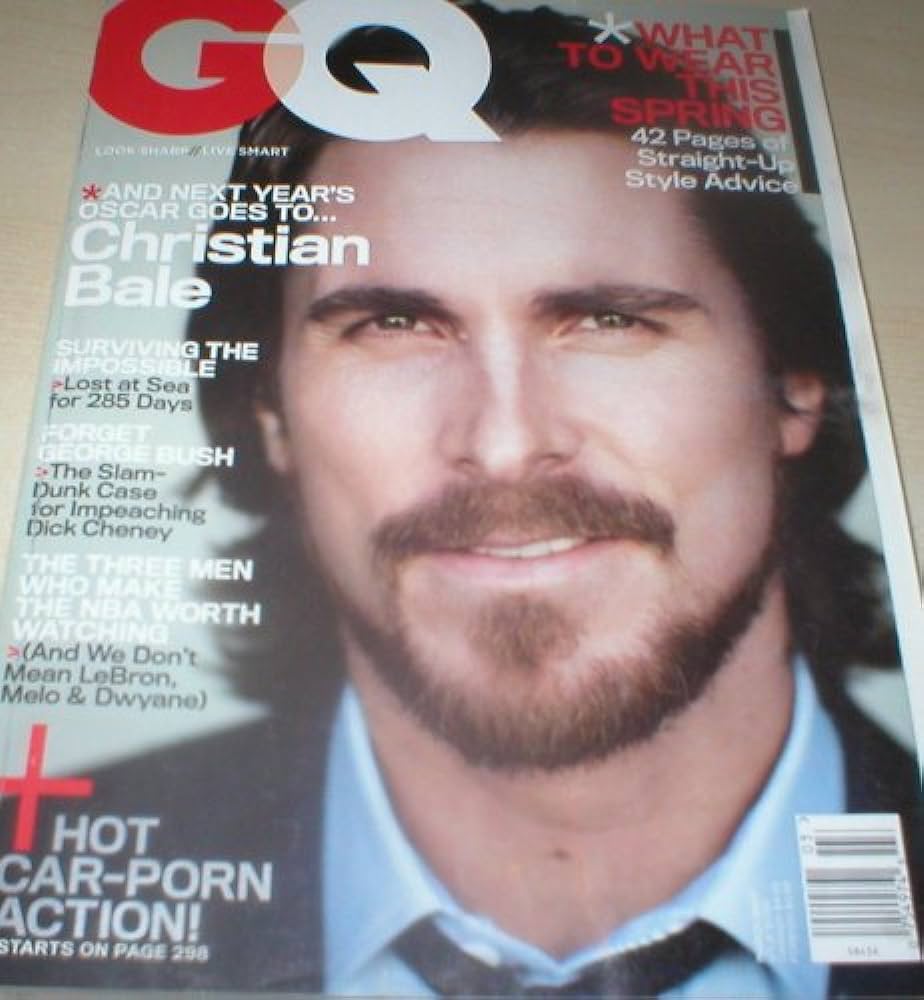 GQ
LOOK SHARP//LIVE SMART
*WHAT
TO WEAR
THIS
SPRING
42 Pages of
Straight-Up
Style Advice
*AND NEXT YEAR'S
OSCAR GOES TO...
Christian
Bale
SURVIVING THE
IMPOSSIBLE
>Lost at Sea
for 285 Days
FORGET
GEORGE BUSH
>The Slam-
Dunk Case
for Impeaching
Dick Cheney
THE THREE MEN
WHO MAKE
THE NBA WORTH
WATCHING
>(And We Don't
Mean LeBron,
Melo & Dwyane)
+
HOT
CAR-PORN
ACTION!
STARTS ON PAGE 298